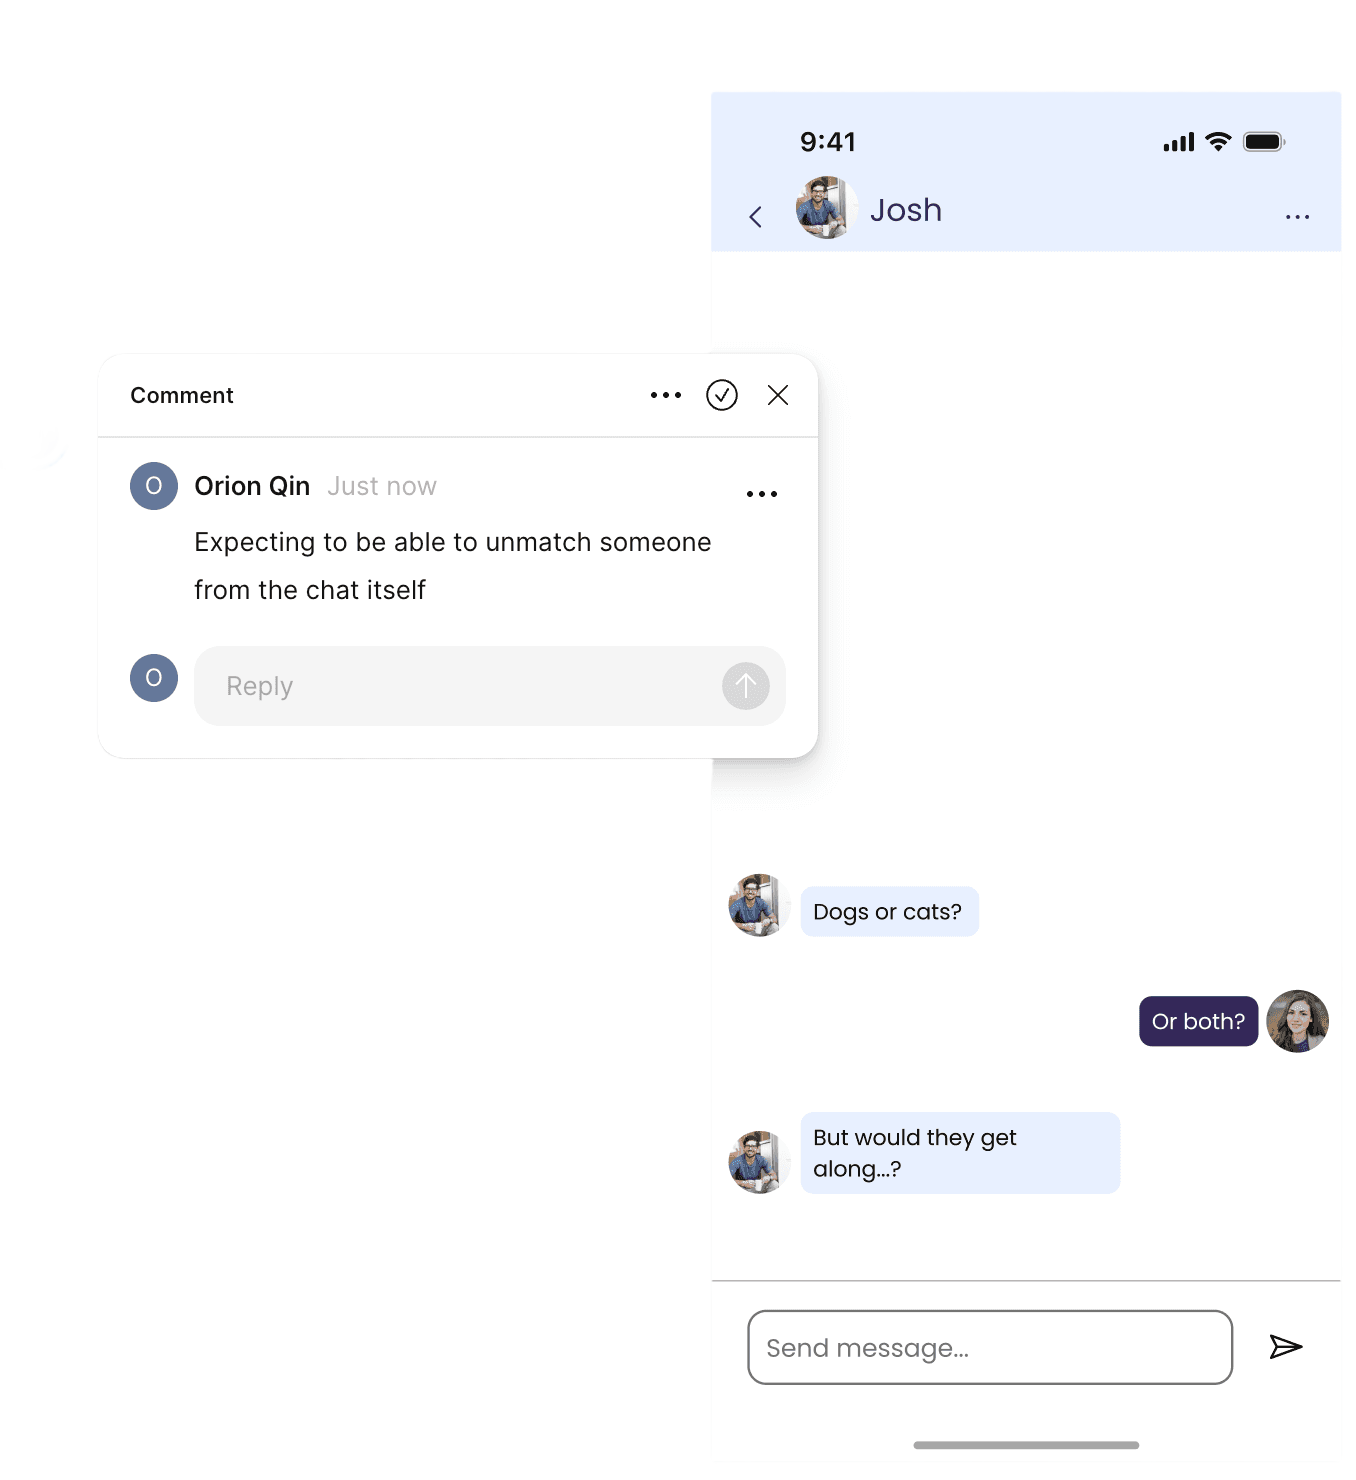 9:41
Josh
...
Comment
O
Orion Qin Just now
Expecting to be able to unmatch someone
from the chat itself
O
Reply
Dogs or cats?
Or both?
But would they get
along...?
Send message...